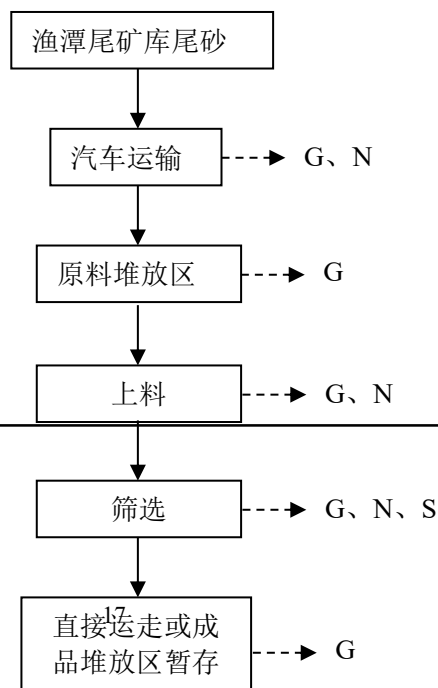 渔潭尾矿库尾砂
汽车运输
G、N
原料堆放区
G
上料
G、N
筛选
G、N、S
17
直接运走或成
品堆放区暂存
G